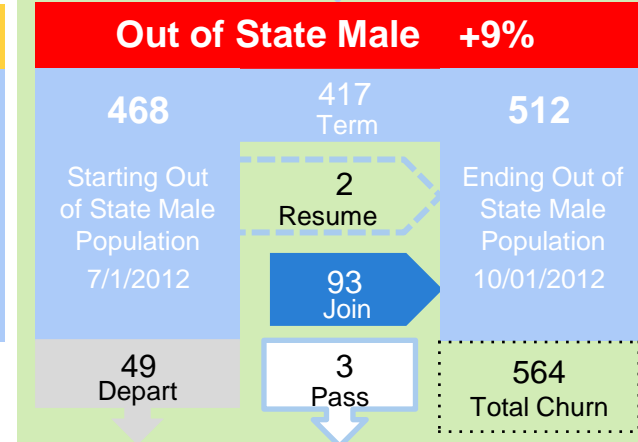 Out of State Male +9%
468
Starting Out
of State Male
Population
7/1/2012
417
Term
2
Resume
93
Join
512
Ending Out of
State Male
Population
10/01/2012
49
Depart
3
Pass
564
Total Churn